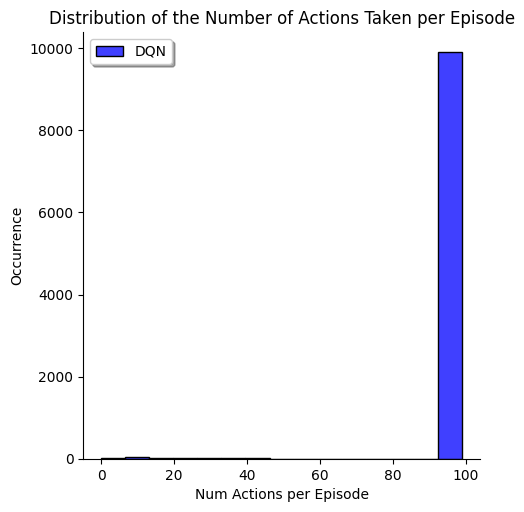 Distribution of the Number of Actions Taken per Episode
DQN
10000
8000
6000
4000
2000
0
Occurrence
0 20 40 60 80 100
Num Actions per Episode